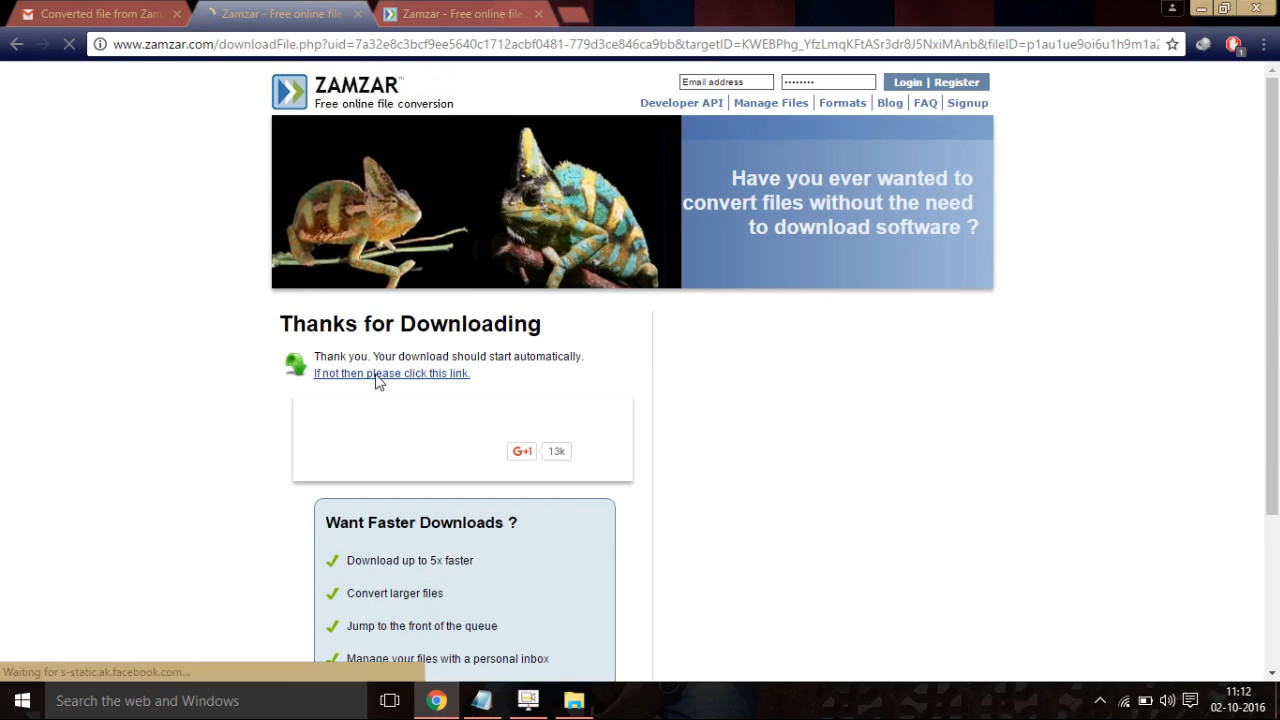 Converted file from Zam
Zamzar - Free online file
Zamzar - Free online file
www.zamzar.com/downloadFile.php?uid=7a32e8c3bcf9ee5640c1712acbf0481-779d3ce846ca9bb&targetID=KWEBPhg_YfzLmqKFtASr3dr8J5NxiMAnb&fileID=p1au1ue9oi6u1h9m1a
1
ZAMZAR™
Free online file conversion
Email address
Login | Register
Developer API
Manage Files
Formats
Blog
FAQ
Signup
Have you ever wanted to
convert files without the need
to download software ?
Thanks for Downloading
Thank you. Your download should start automatically.
If not then please click this link.
G+1
13k
Want Faster Downloads ?
Download up to 5x faster
Convert larger files
Jump to the front of the queue
Manage your files with a personal inbox
Waiting for s-static.ak.facebook.com...
Search the web and Windows
11:12
02-10-2016